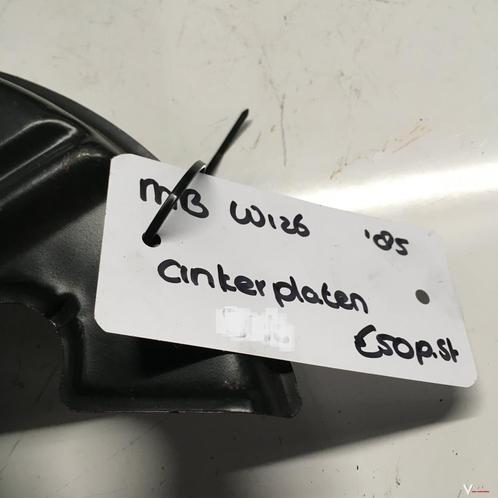 MB W126 '85
ankerplaten
€50p.St